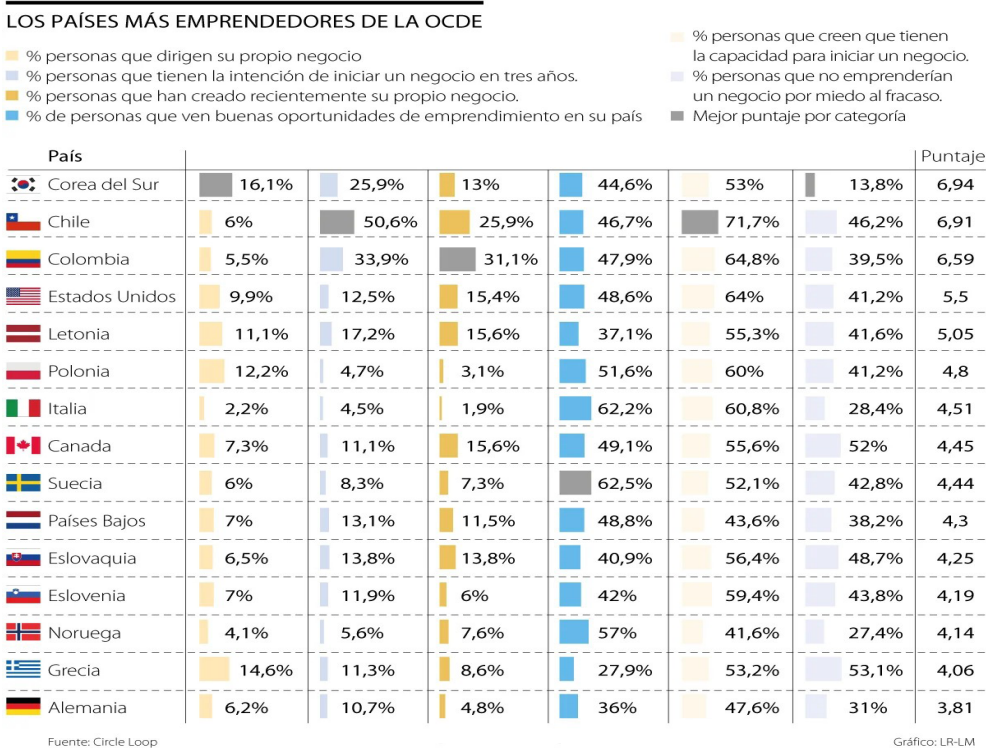 LOS PAÍSES MÁS EMPRENDEDORES DE LA OCDE
% personas que dirigen su propio negocio
% personas que tienen la intención de iniciar un negocio en tres años.
% personas que han creado recientemente su propio negocio.
% de personas que ven buenas oportunidades de emprendimiento en su país
% personas que creen que tienen
la capacidad para iniciar un negocio.
% personas que no emprenderían
un negocio por miedo al fracaso.
Mejor puntaje por categoría
País Puntaje
Corea del Sur 16,1% 25,9% 13% 44,6% 53% 13,8% 6,94
Chile 6% 50,6% 25,9% 46,7% 71,7% 46,2% 6,91
Colombia 5,5% 33,9% 31,1% 47,9% 64,8% 39,5% 6,59
Estados Unidos 9,9% 12,5% 15,4% 48,6% 64% 41,2% 5,5
Letonia 11,1% 17,2% 15,6% 37,1% 55,3% 41,6% 5,05
Polonia 12,2% 4,7% 3,1% 51,6% 60% 41,2% 4,8
Italia 2,2% 4,5% 1,9% 62,2% 60,8% 28,4% 4,51
Canada 7,3% 11,1% 15,6% 49,1% 55,6% 52% 4,45
Suecia 6% 8,3% 7,3% 62,5% 52,1% 42,8% 4,44
Países Bajos 7% 13,1% 11,5% 48,8% 43,6% 38,2% 4,3
Eslovaquia 6,5% 13,8% 13,8% 40,9% 56,4% 48,7% 4,25
Eslovenia 7% 11,9% 6% 42% 59,4% 43,8% 4,19
Noruega 4,1% 5,6% 7,6% 57% 41,6% 27,4% 4,14
Grecia 14,6% 11,3% 8,6% 27,9% 53,2% 53,1% 4,06
Alemania 6,2% 10,7% 4,8% 36% 47,6% 31% 3,81
Fuente: Circle Loop Gráfico: LR-LM